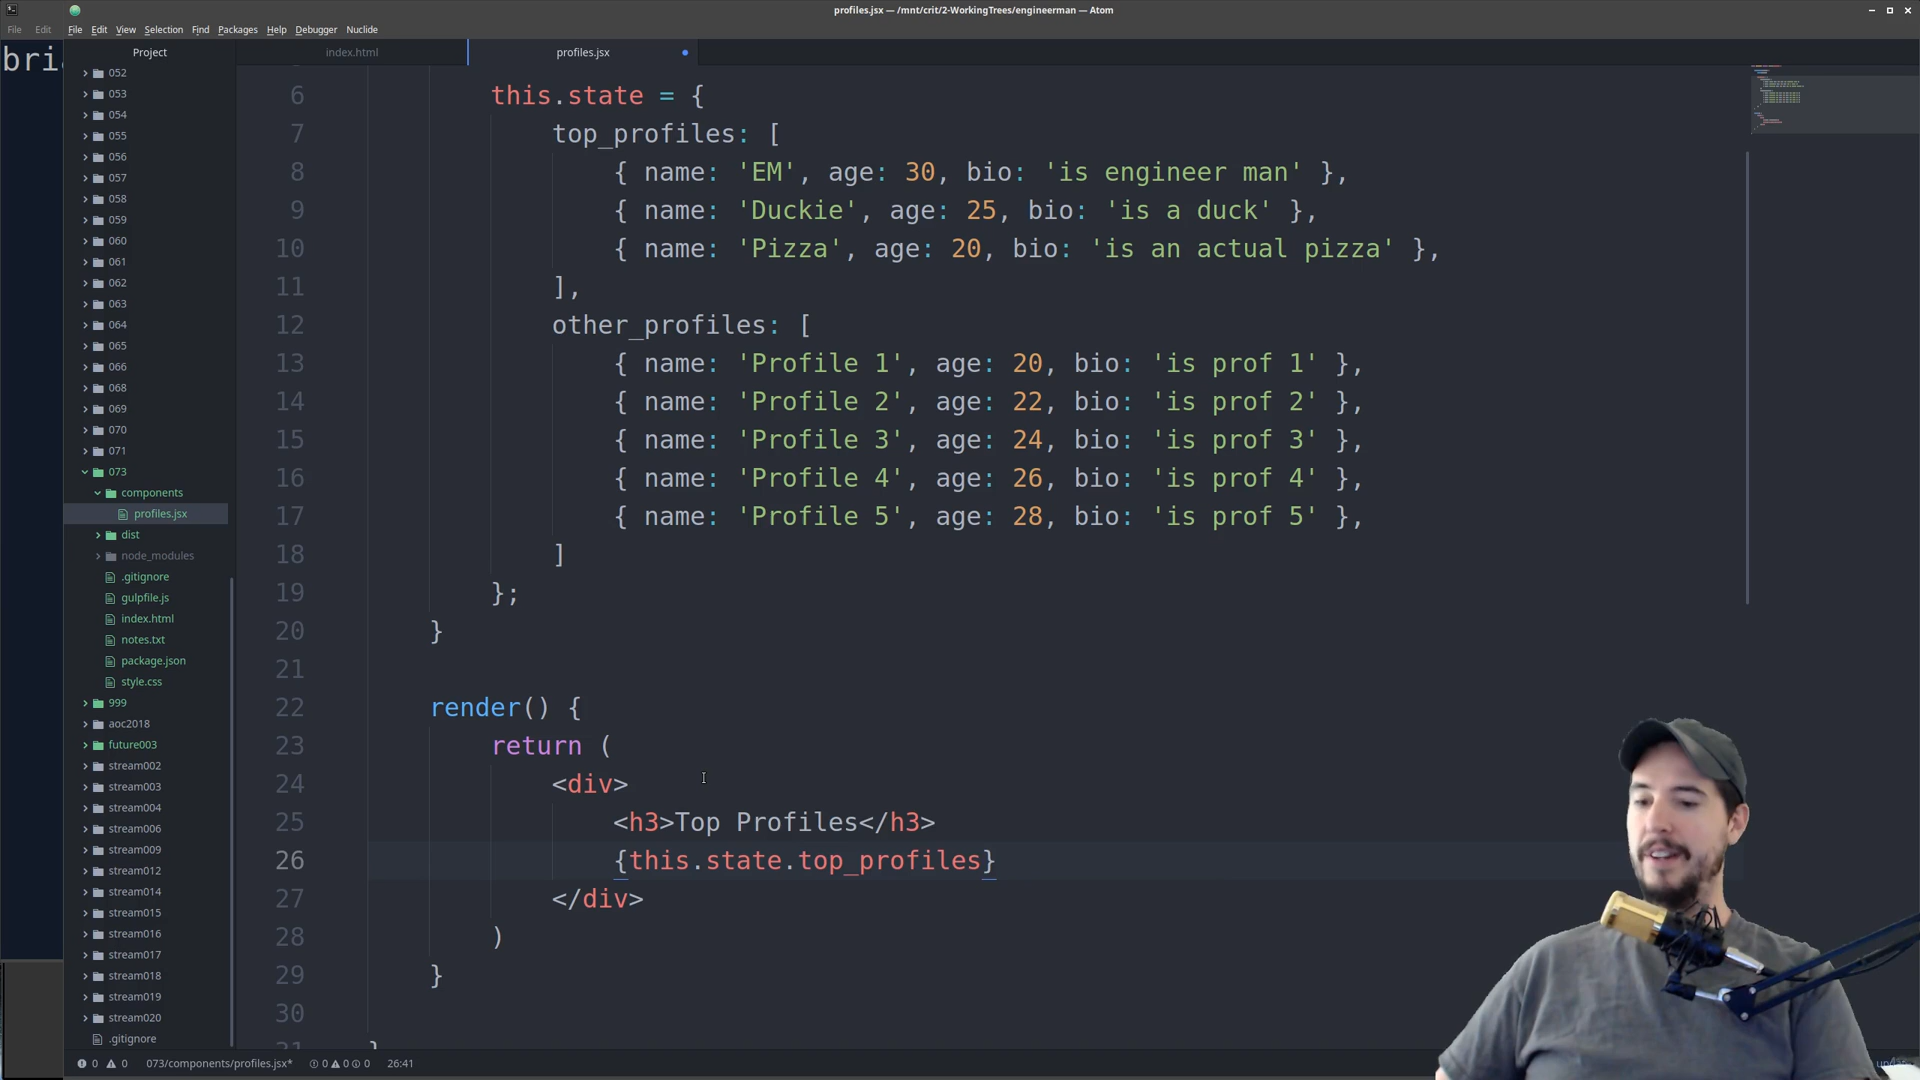 profiles.jsx — /mnt/crit/2-WorkingTrees/engineerman — Atom
File Edit
File Edit View Selection Find Packages Help Debugger Nuclide
bri
Project
index.html
profiles.jsx
052
053
054
055
056
057
058
059
060
061
062
063
064
065
066
068
069
070
071
073
components
profiles.jsx
dist
node_modules
.gitignore
gulpfile.js
index.html
notes.txt
package.json
style.css
999
aoc2018
future003
stream002
stream003
stream004
stream006
stream009
stream012
stream014
stream015
stream016
stream017
stream018
stream019
stream020
.gitignore
6 this.state = {
7 top_profiles: [
8 { name: 'EM', age: 30, bio: 'is engineer man' },
9 { name: 'Duckie', age: 25, bio: 'is a duck' },
10 { name: 'Pizza', age: 20, bio: 'is an actual pizza' },
11 ],
12 other_profiles: [
13 { name: 'Profile 1', age: 20, bio: 'is prof 1' },
14 { name: 'Profile 2', age: 22, bio: 'is prof 2' },
15 { name: 'Profile 3', age: 24, bio: 'is prof 3' },
16 { name: 'Profile 4', age: 26, bio: 'is prof 4' },
17 { name: 'Profile 5', age: 28, bio: 'is prof 5' },
18 ]
19 };
20 }
21
22 render() {
23 return (
24 <div>
25 <h3>Top Profiles</h3>
26 {this.state.top_profiles}
27 </div>
28 )
29 }
30
31 }
0 0 073/components/profiles.jsx* 0 0 0 26:41